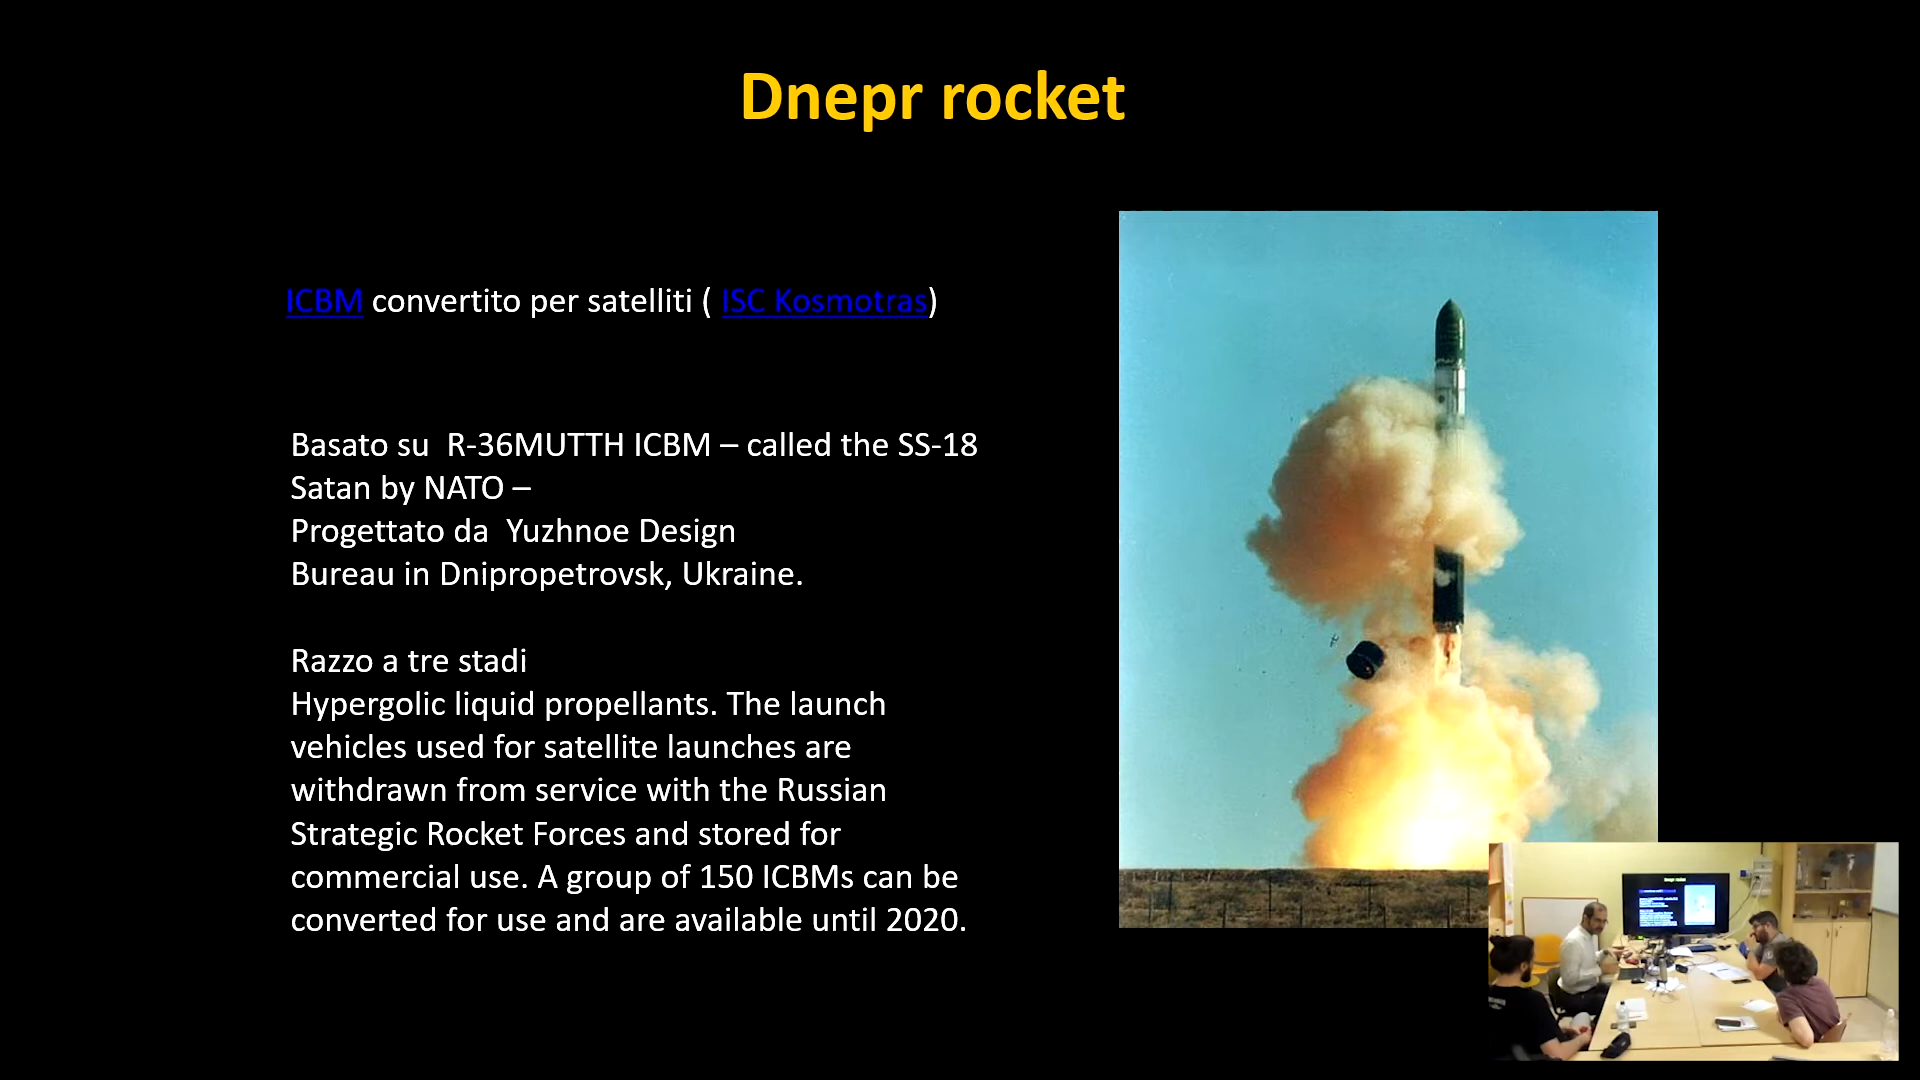 Dnepr rocket
ICBM convertito per satelliti ( ISC Kosmotras)
Basato su  R-36MUTTH ICBM – called the SS-18
Satan by NATO –
Progettato da  Yuzhnoe Design
Bureau in Dnipropetrovsk, Ukraine.
Razzo a tre stadi
Hypergolic liquid propellants. The launch
vehicles used for satellite launches are
withdrawn from service with the Russian
Strategic Rocket Forces and stored for
commercial use. A group of 150 ICBMs can be
converted for use and are available until 2020.
Dnepr rocket